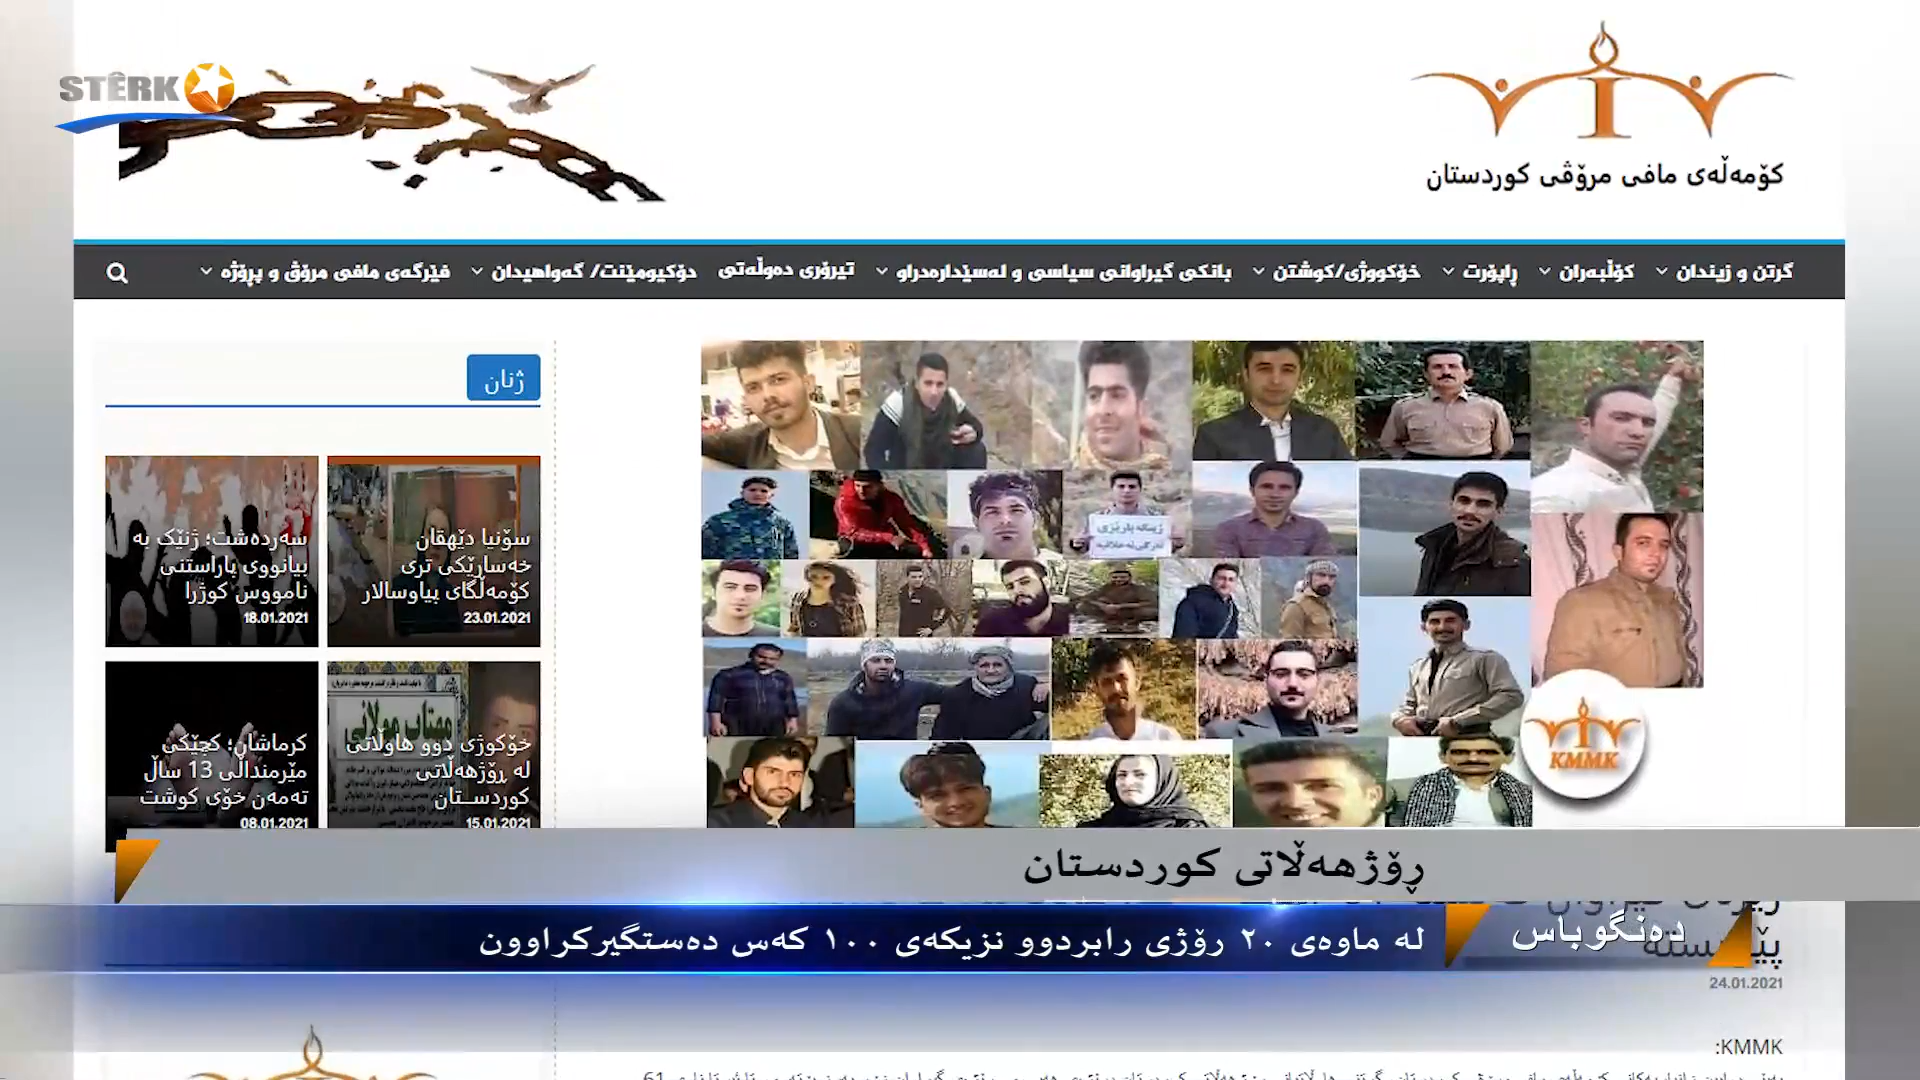 STÊRK
کۆمەڵەی مافی مرۆڤی کوردستان
گرتن و زیندان
کۆڵبەران
ڕاپۆرت
خۆکووژی/کوشتن
بانکی گیراوانی سیاسی و لەسێدارەدراو
تیرۆری دەوڵەتی
دۆکیومێنت/ گەواهیدان
فێرگەی مافی مرۆڤ و پڕۆژە
ژنان
سۆنیا دێهقان
خەسارێکی تری
کۆمەڵگای پیاوسالار
23.01.2021
سەردەشت؛ ژنێک بە
بیانووی پاراستنی
نامووس کوژرا
18.01.2021
خۆکوژی دوو هاوڵاتی
لە ڕۆژهەڵاتی
کوردستان
15.01.2021
کرماشان؛ کچێکی
مێرمنداڵی 13 ساڵ
تەمەن خۆی کوشت
08.01.2021
KMMK
ڕۆژهەڵاتی کوردستان
دەنگوباس
لە ماوەی ٢٠ رۆژی رابردوو نزیکەی ١٠٠ کەس دەستگیرکراوون
24.01.2021
KMMK: